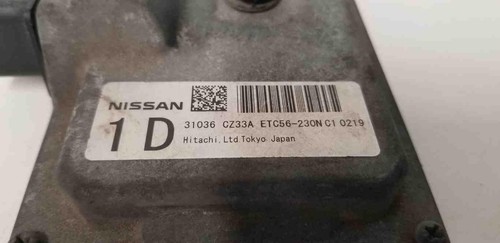 NISSAN
1D 31036 CZ33A ETC56-230N C1 0219
Hitachi.Ltd Tokyo Japan